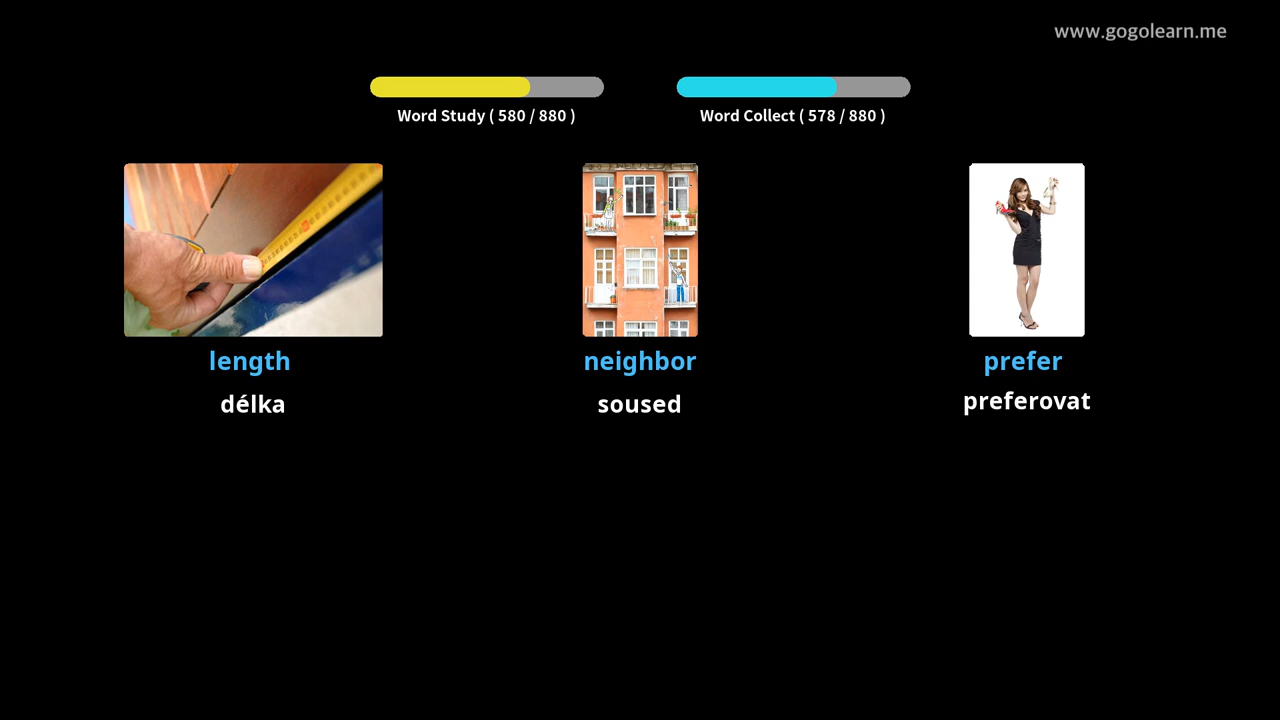 www.gogolearn.me
Word Study ( 580 / 880 )
Word Collect ( 578 / 880 )
length
neighbor
prefer
délka
soused
preferovat